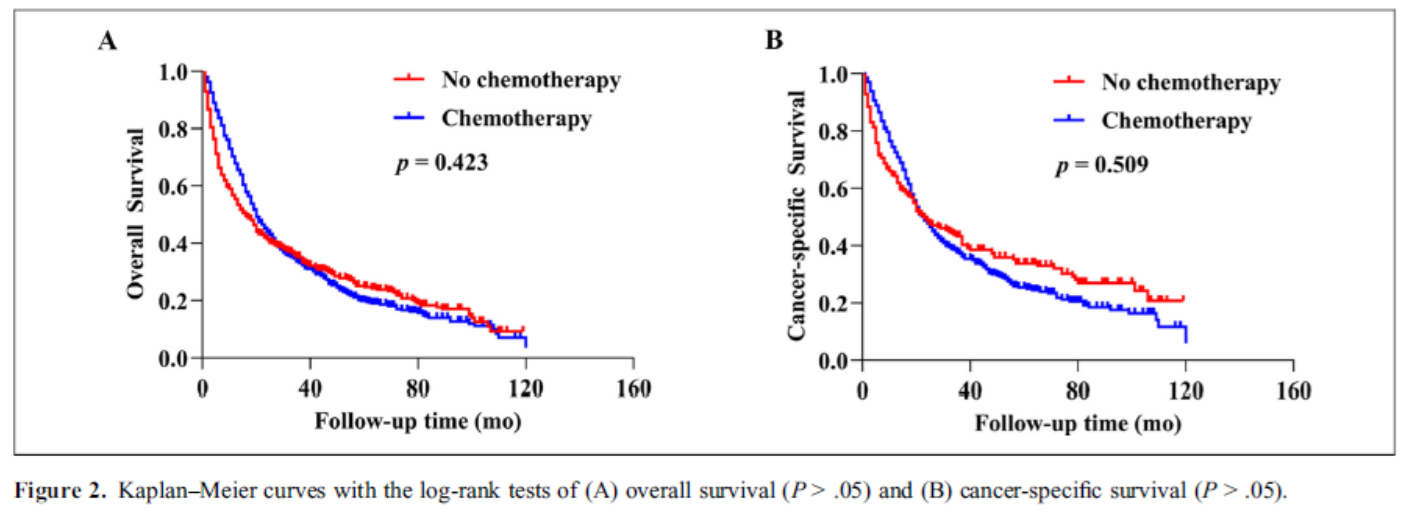 A
B
1.0
0.8
0.6
0.4
0.2
0.0
Overall Survival
No chemotherapy
Chemotherapy
p = 0.423
0 40 80 120 160
Follow-up time (mo)
1.0
0.8
0.6
0.4
0.2
0.0
Cancer-specific Survival
No chemotherapy
Chemotherapy
p = 0.509
0 40 80 120 160
Follow-up time (mo)
Figure 2. Kaplan–Meier curves with the log-rank tests of (A) overall survival (P > .05) and (B) cancer-specific survival (P > .05).